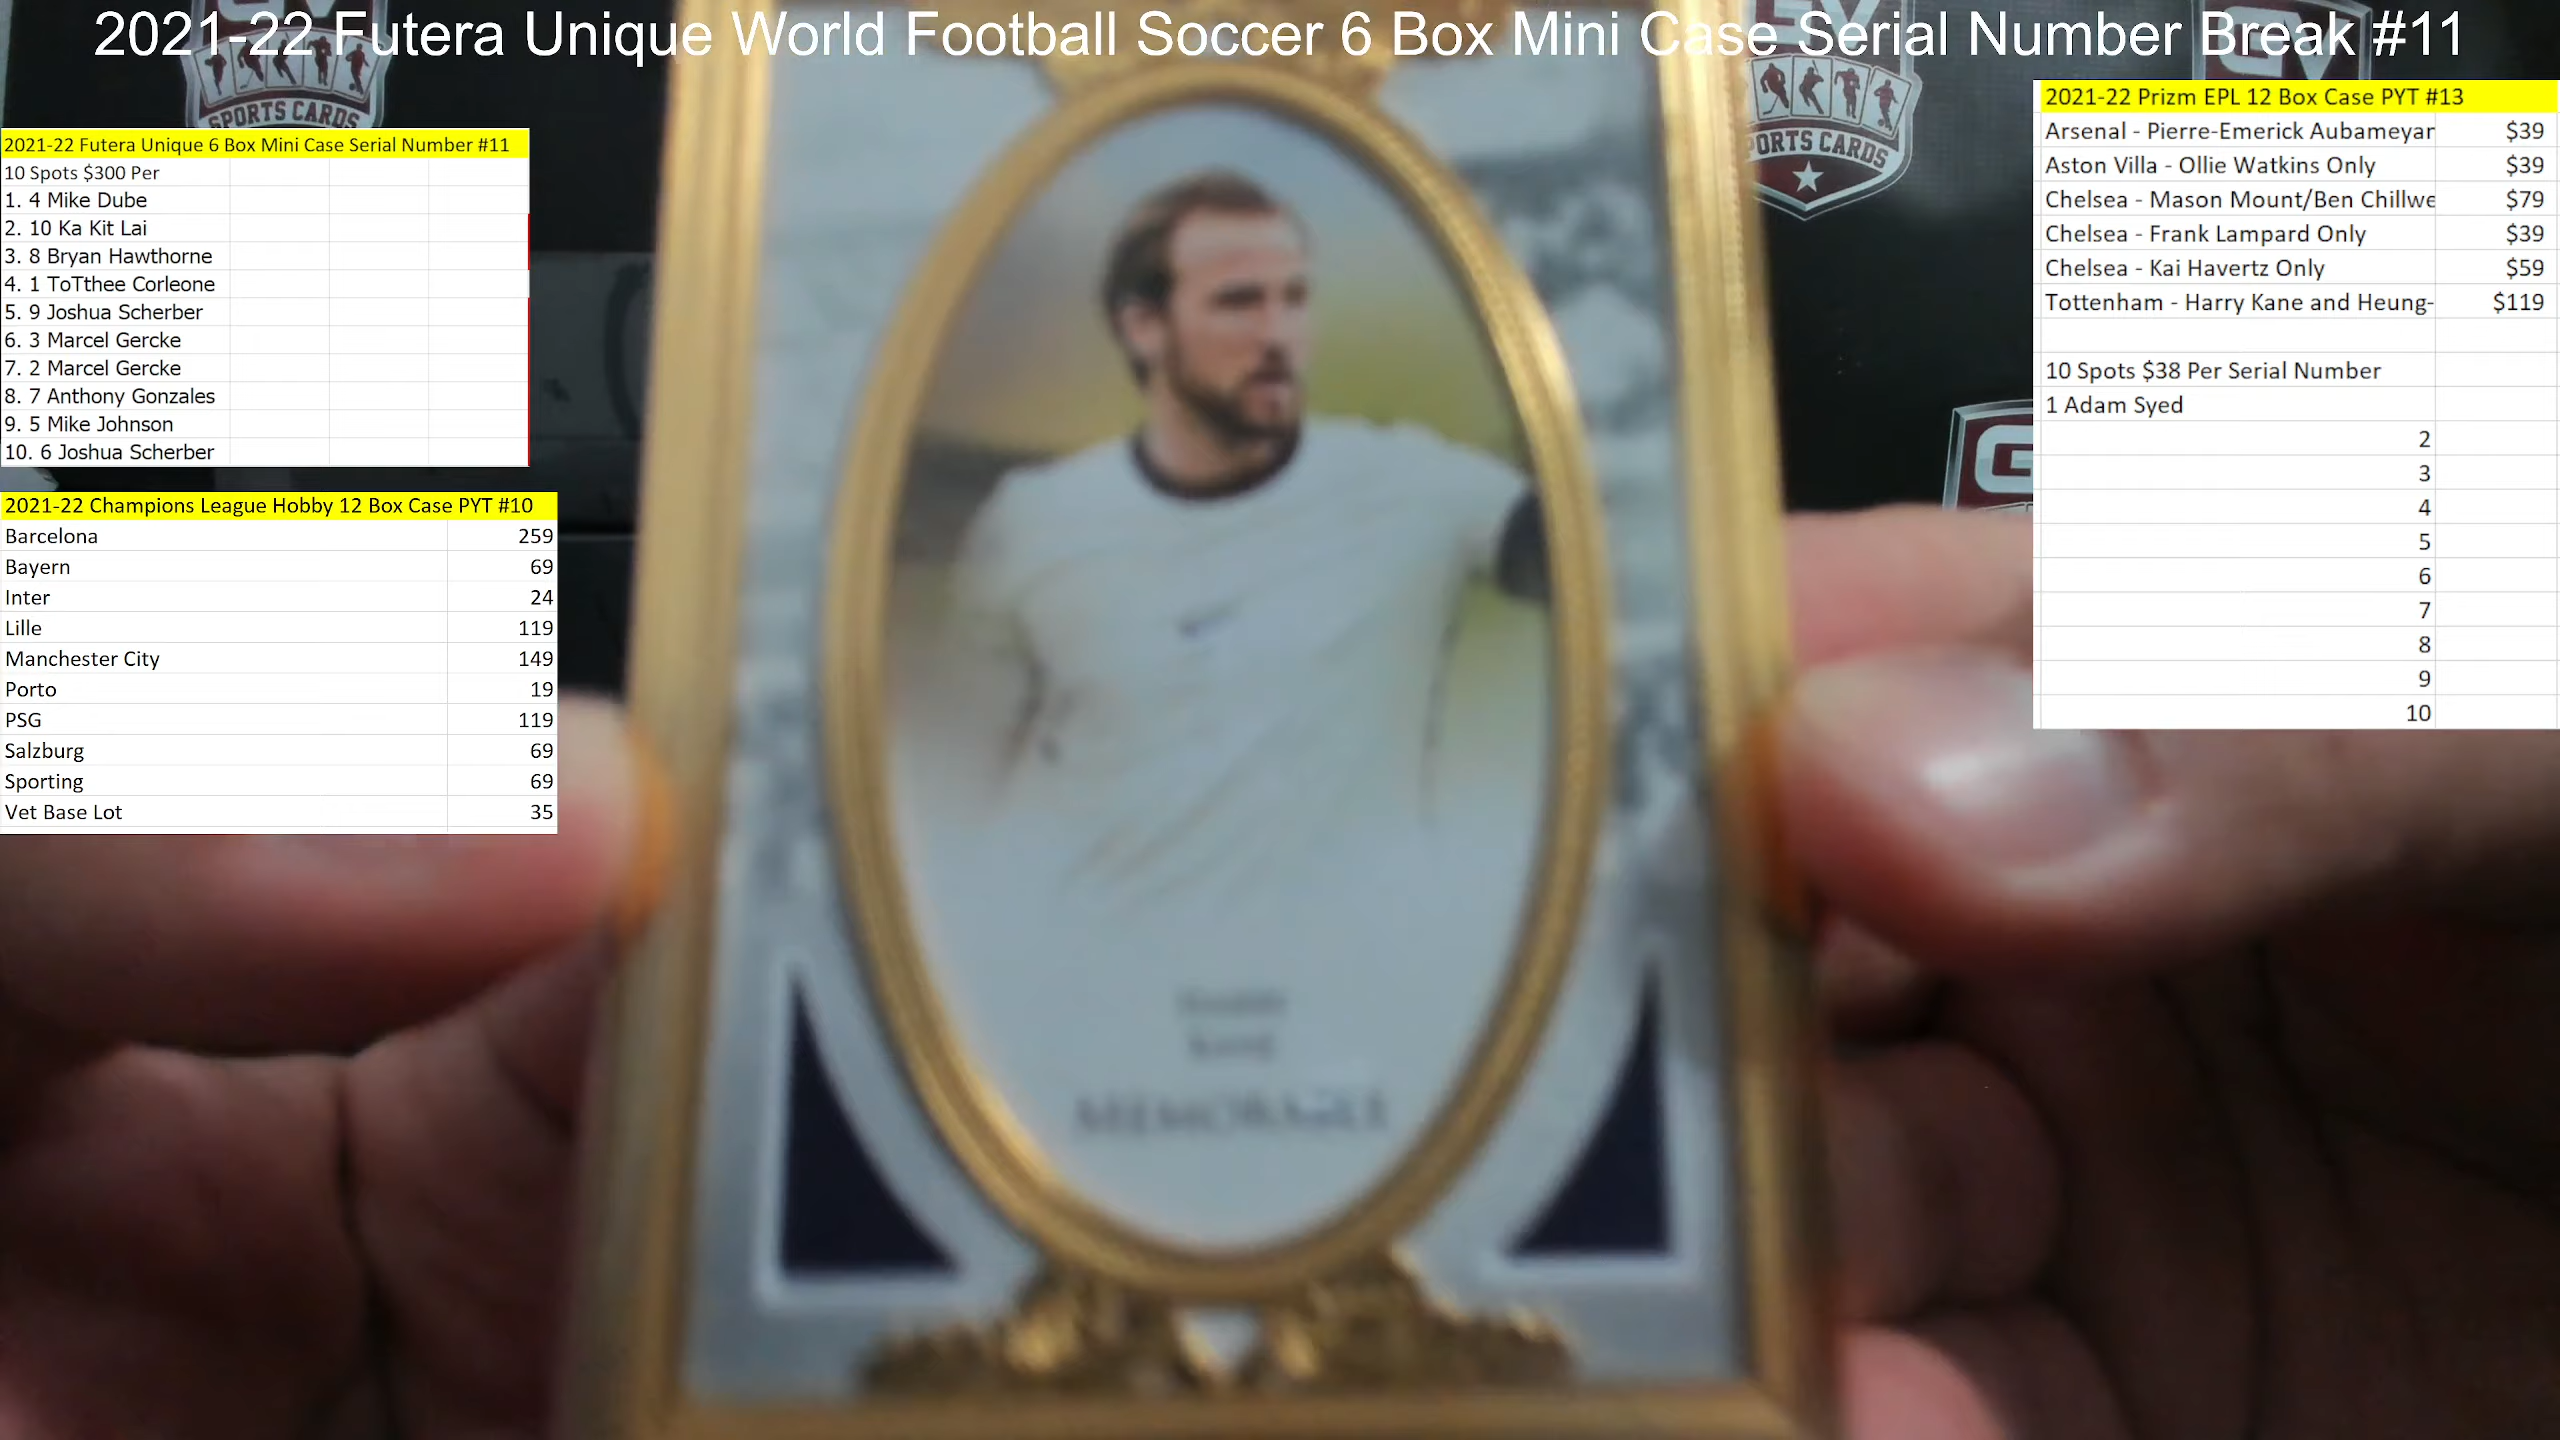 2021-22 Futera Unique World Football Soccer 6 Box Mini Case Serial Number Break #11
SPORTS CARDS
2021-22 Futera Unique 6 Box Mini Case Serial Number #11
10 Spots $300 Per
1. 4 Mike Dube
2. 10 Ka Kit Lai
3. 8 Bryan Hawthorne
4. 1 ToTthee Corleone
5. 9 Joshua Scherber
6. 3 Marcel Gercke
7. 2 Marcel Gercke
8. 7 Anthony Gonzales
9. 5 Mike Johnson
10. 6 Joshua Scherber
2021-22 Champions League Hobby 12 Box Case PYT #10
Barcelona 259
Bayern 69
Inter 24
Lille 119
Manchester City 149
Porto 19
PSG 119
Salzburg 69
Sporting 69
Vet Base Lot 35
GV
SPORTS CARDS
2021-22 Prizm EPL 12 Box Case PYT #13
Arsenal - Pierre-Emerick Aubameyar $39
Aston Villa - Ollie Watkins Only $39
Chelsea - Mason Mount/Ben Chillwe $79
Chelsea - Frank Lampard Only $39
Chelsea - Kai Havertz Only $59
Tottenham - Harry Kane and Heung- $119
10 Spots $38 Per Serial Number
1 Adam Syed
2
3
4
5
6
7
8
9
10